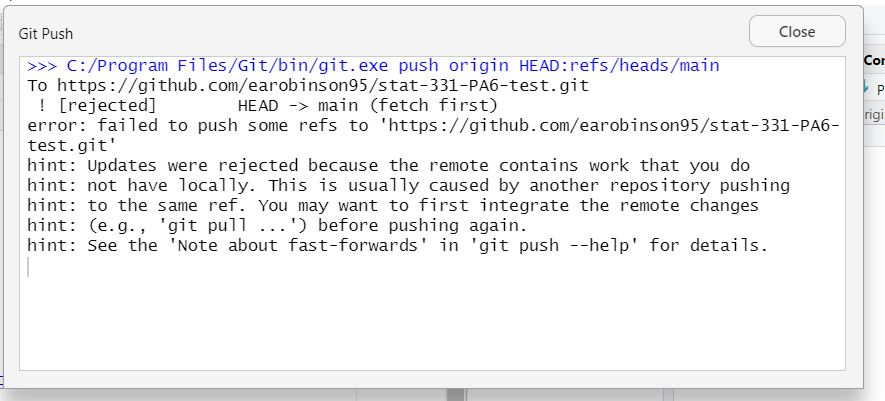 Git Push
Close
>>> C:/Program Files/Git/bin/git.exe push origin HEAD:refs/heads/main
To https://github.com/earobinson95/stat-331-PA6-test.git
 ! [rejected]        HEAD -> main (fetch first)
error: failed to push some refs to 'https://github.com/earobinson95/stat-331-PA6-
test.git'
hint: Updates were rejected because the remote contains work that you do
hint: not have locally. This is usually caused by another repository pushing
hint: to the same ref. You may want to first integrate the remote changes
hint: (e.g., 'git pull ...') before pushing again.
hint: See the 'Note about fast-forwards' in 'git push --help' for details.